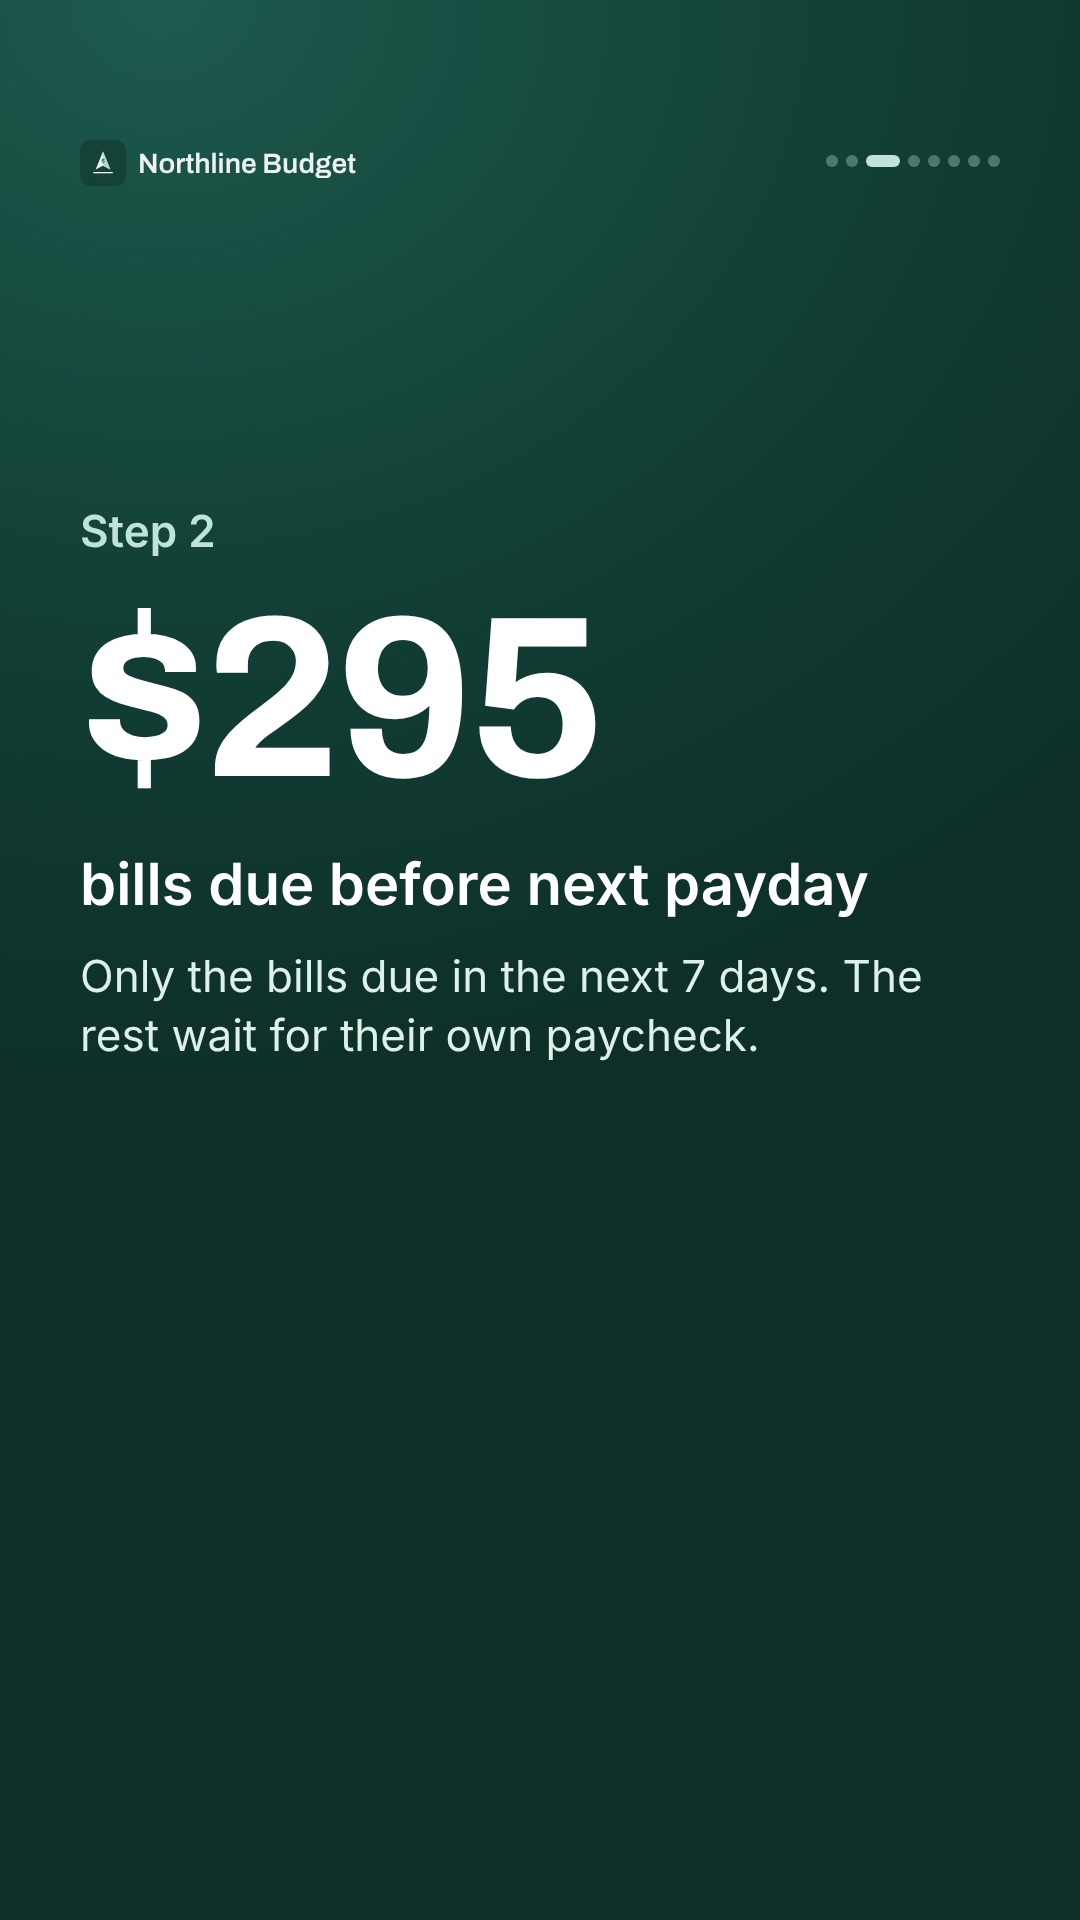 Northline Budget
Step 2
$295
bills due before next payday
Only the bills due in the next 7 days. The
rest wait for their own paycheck.